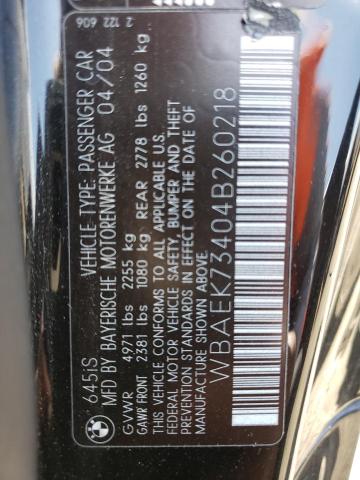 2 122 606
645iS VEHICLE TYPE: PASSENGER CAR
MFD BY BAYERISCHE MOTORENWERKE AG 04/04
GVWR 4971 lbs 2255 kg
GAWR FRONT 2381 lbs 1080 kg REAR 2778 lbs 1260 kg
THIS VEHICLE CONFORMS TO ALL APPLICABLE
FEDERAL MOTOR VEHICLE SAFETY, BUMPER AND THEFT
PREVENTION STANDARDS IN EFFECT ON THE DATE OF
MANUFACTURE SHOWN ABOVE
WBAEK73404B260218